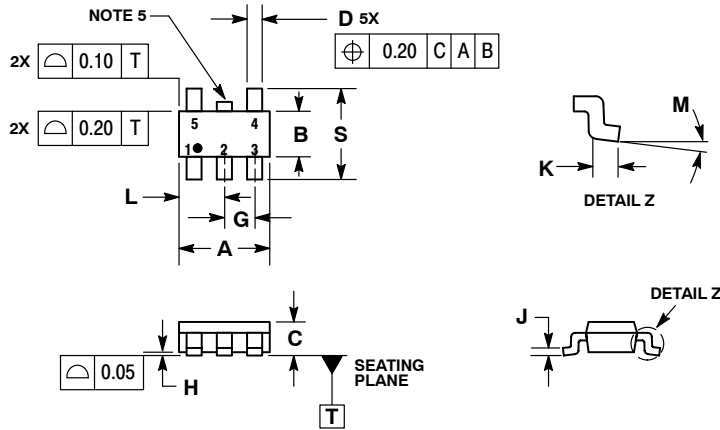 NOTE 5
D 5X
⌖ 0.20 C A B
2X ⌓ 0.10 T
2X ⌓ 0.20 T
5 4
1 2 3
B S
L
G
A
M
K
DETAIL Z
C
H
⌓ 0.05
SEATING
PLANE
T
J
DETAIL Z